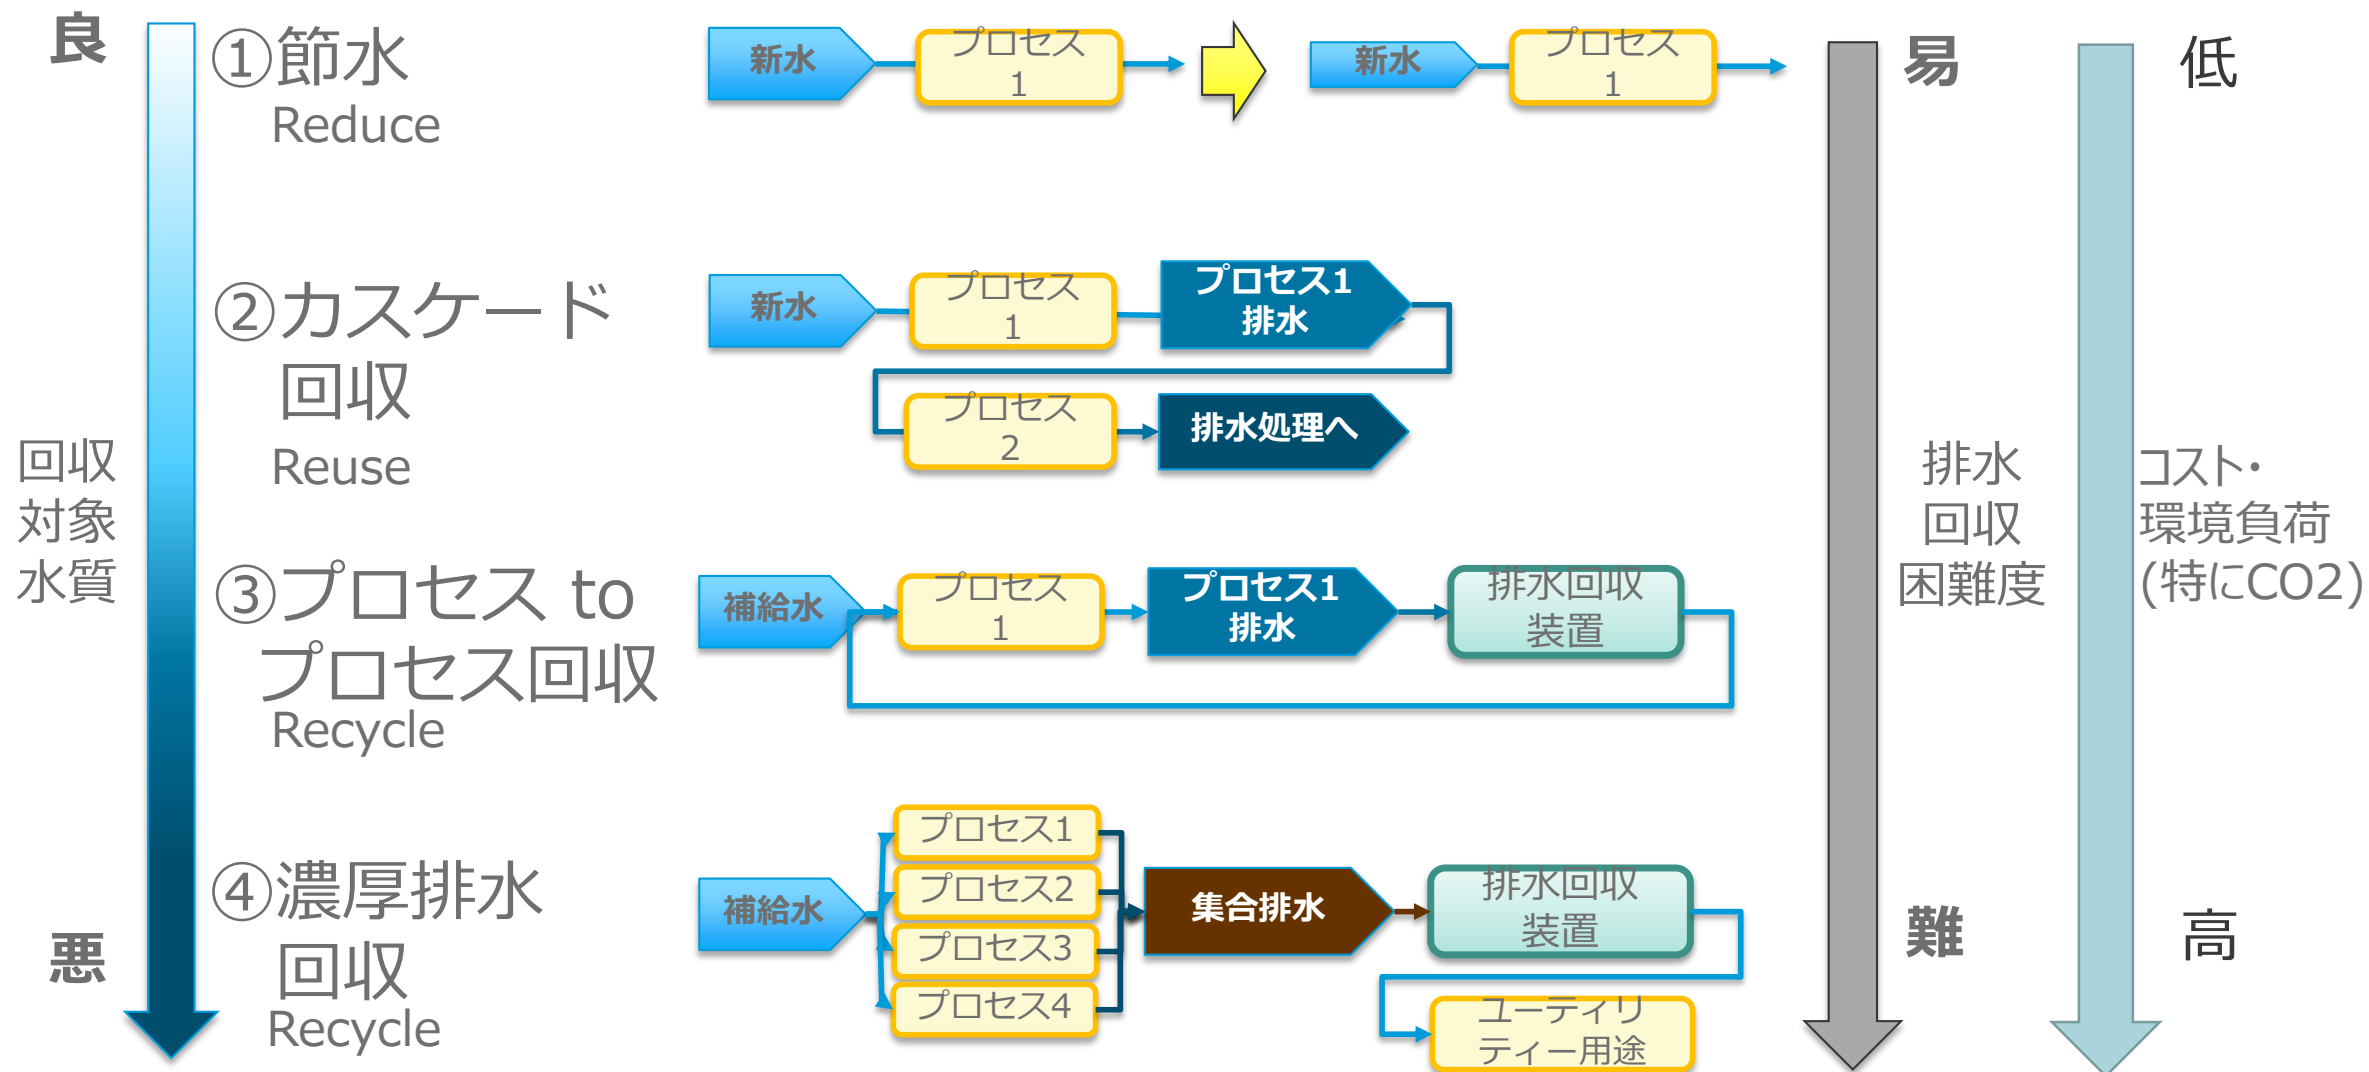 良
①節水
Reduce
新水
プロセス
1
新水
プロセス
1
易
低
②カスケード
回収
Reuse
新水
プロセス
1
プロセス1
排水
プロセス
2
排水処理へ
回収
対象
水質
排水
回収
困難度
コスト・
環境負荷
(特にCO2)
③プロセス to
プロセス回収
Recycle
補給水
プロセス
1
プロセス1
排水
排水回収
装置
④濃厚排水
回収
Recycle
補給水
プロセス1
プロセス2
プロセス3
プロセス4
集合排水
排水回収
装置
ユーティリ
ティー用途
悪
難
高